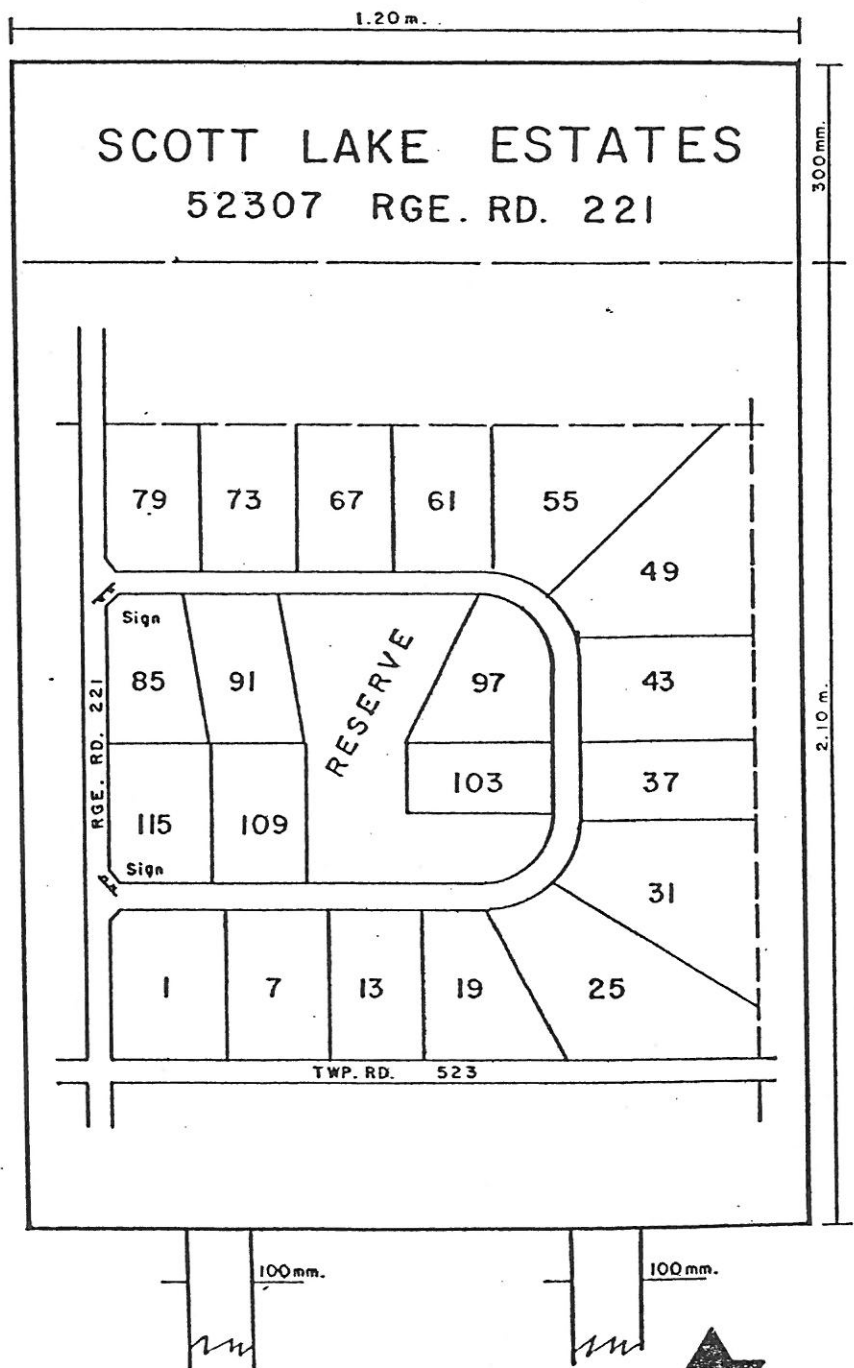 1.20 m.
SCOTT LAKE ESTATES
52307 RGE. RD. 221
300 mm.
79 73 67 61 55
49
Sign
85 91 RESERVE 97 43
RGE. RD. 221
2.10 m.
103 37
115 109
Sign
31
1 7 13 19 25
TWP. RD. 523
100 mm. 100 mm.